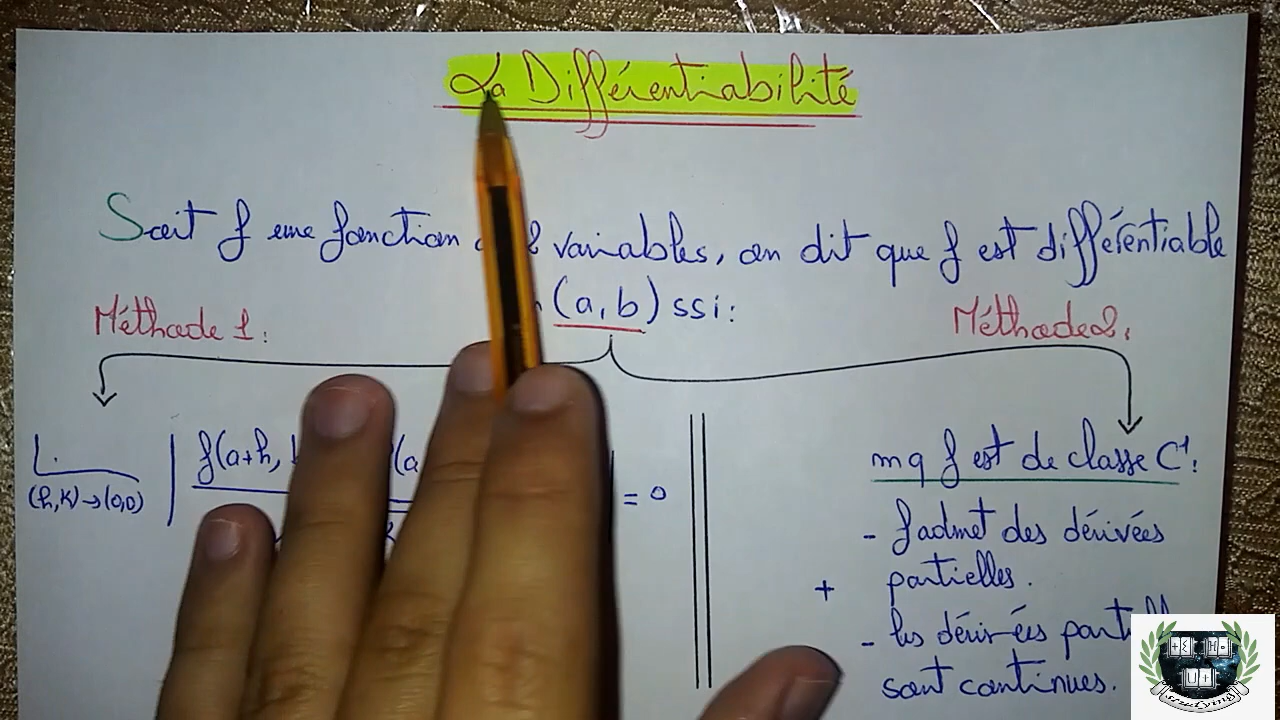 La Différentiabilité
Soit f une fonction 2 variables, on dit que f est différentiable
(a, b) ssi:
Méthode 1:
Méthode 2:
L.
(h,k)→(0,0)
f(a+h,
= 0
mq f est de classe C¹:
- f admet des dérivées
+ partielles.
- les dérivées
sont continues.